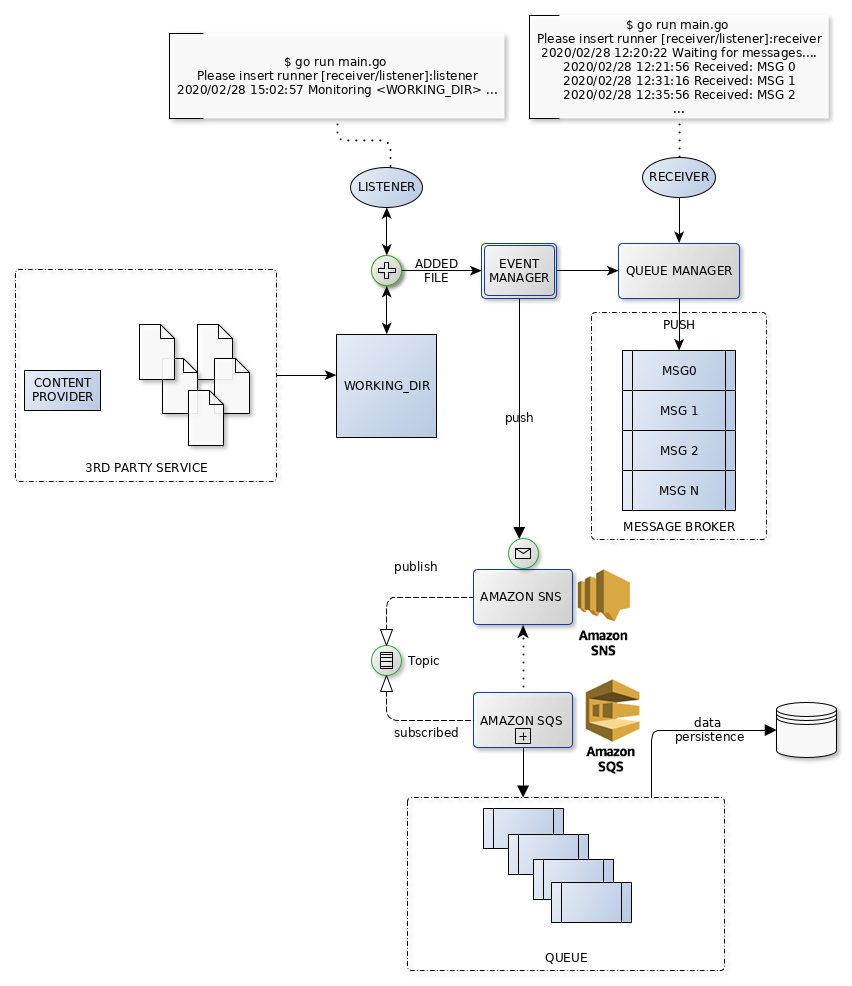 $ go run main.go
Please insert runner [receiver/listener]:listener
2020/02/28 15:02:57 Monitoring <WORKING_DIR> ...
$ go run main.go
Please insert runner [receiver/listener]:receiver
2020/02/28 12:20:22 Waiting for messages....
2020/02/28 12:21:56 Received: MSG 0
2020/02/28 12:31:16 Received: MSG 1
2020/02/28 12:35:56 Received: MSG 2
...
LISTENER
RECEIVER
ADDED
FILE
EVENT
MANAGER
QUEUE MANAGER
PUSH
MSG0
MSG 1
MSG 2
MSG N
MESSAGE BROKER
CONTENT
PROVIDER
3RD PARTY SERVICE
WORKING_DIR
push
publish
AMAZON SNS
Amazon
SNS
Topic
subscribed
AMAZON SQS
+
Amazon
SQS
data
persistence
QUEUE